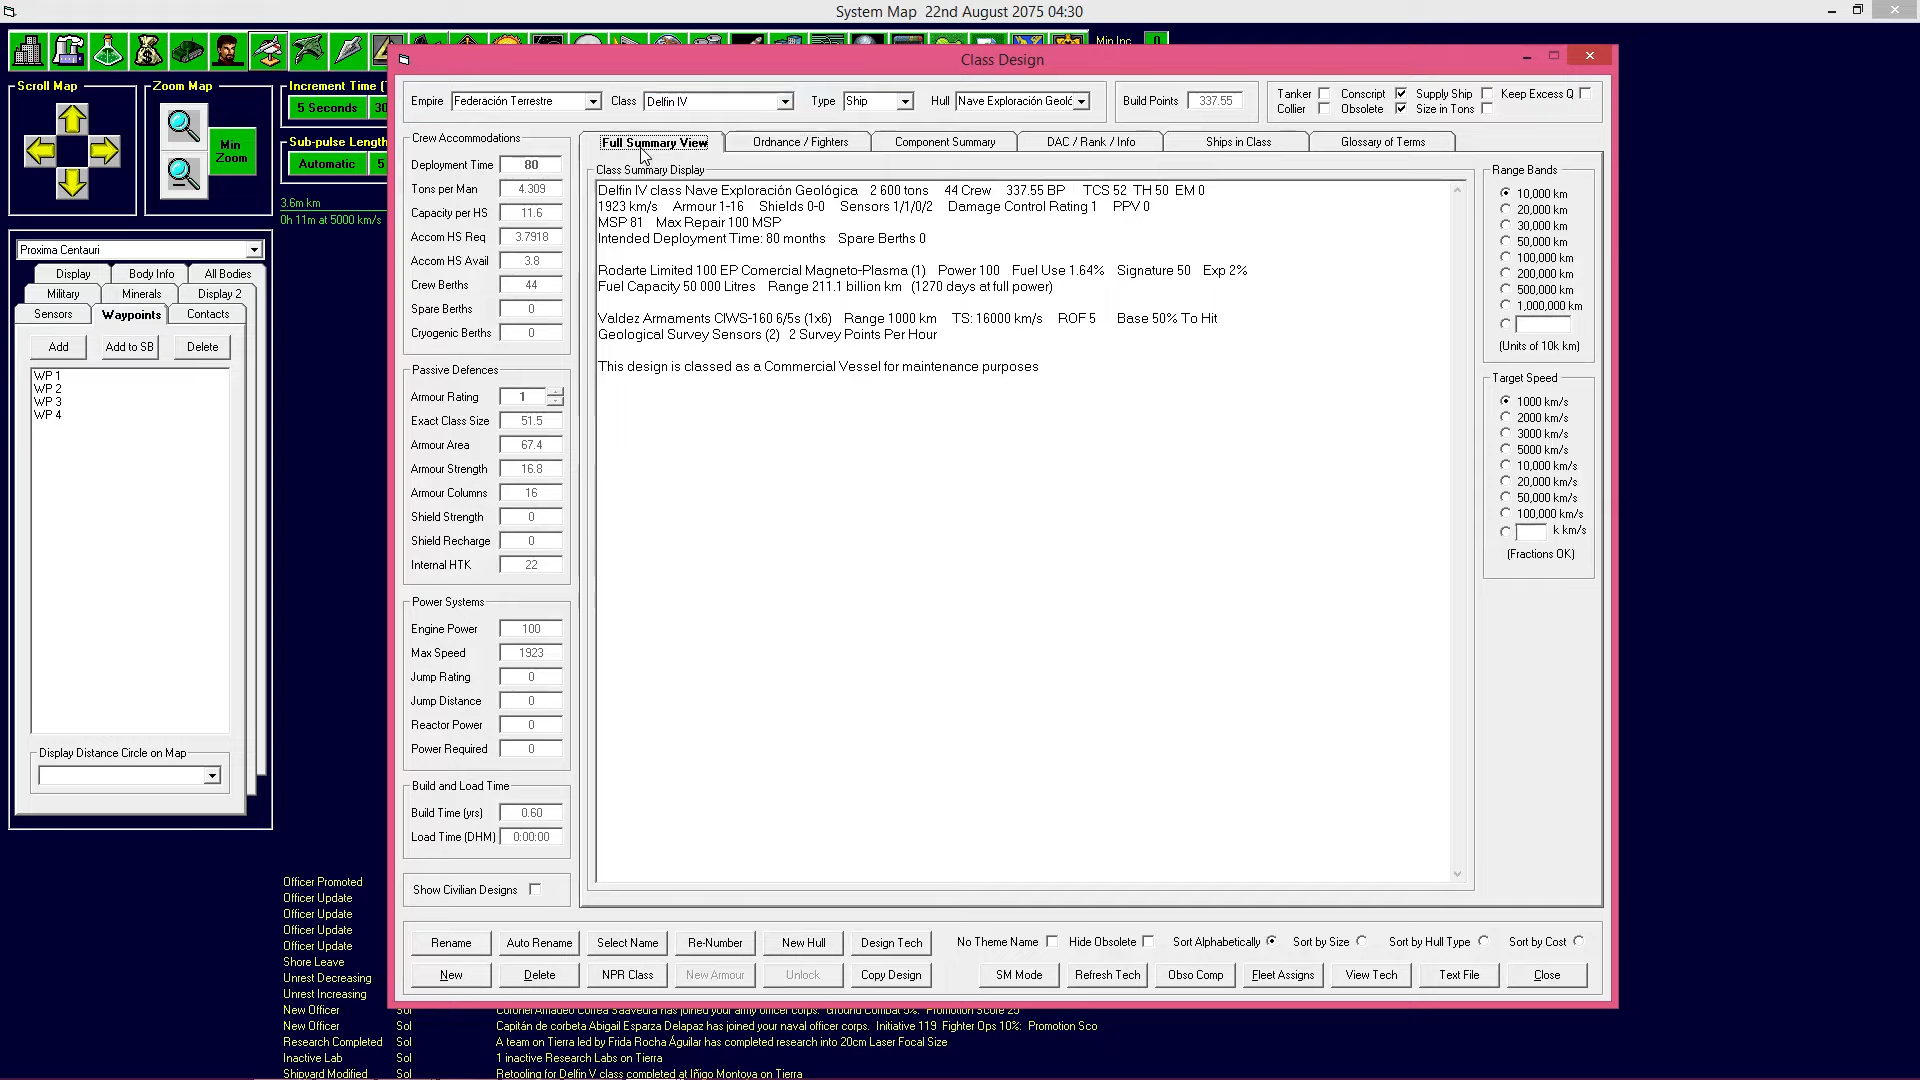 System Map  22nd August 2075 04:30
Min Inc  0
Scroll Map
Zoom Map
Min Zoom
5 Seconds
Sub-pulse Length
Automatic
3.6m km
0h 11m at 5000 km/s
Proxima Centauri
Display  Body Info  All Bodies
Military  Minerals  Display 2
Sensors  Waypoints  Contacts
Add  Add to SB  Delete
WP 1
WP 2
WP 3
WP 4
Display Distance Circle on Map
Class Design
Empire  Federación Terrestre  Class  Delfin IV  Type  Ship  Hull  Build Points  337.55
Tanker  Conscript  Supply Ship  Keep Excess Q
Collier  Obsolete  Size in Tons
Crew Accommodations
Deployment Time  80
Tons per Man  4.309
Capacity per HS  11.6
Accom HS Req  3.7918
Accom HS Avail  3.8
Crew Berths  44
Spare Berths  0
Cryogenic Berths  0
Passive Defences
Armour Rating  1
Exact Class Size  51.5
Armour Area  67.4
Armour Strength  16.8
Armour Columns  16
Shield Strength  0
Shield Recharge  0
Internal HTK  22
Power Systems
Engine Power  100
Max Speed  1923
Jump Rating  0
Jump Distance  0
Reactor Power  0
Power Required  0
Build and Load Time
Build Time (yrs)  0.60
Load Time (DHM)  0:00:00
Show Civilian Designs
Full Summary View  Ordnance / Fighters  Component Summary  DAC / Rank / Info  Ships in Class  Glossary of Terms
Class Summary Display
Delfin IV class Nave Exploración Geológica  2 600 tons  44 Crew  337.55 BP  TCS 52  TH 50  EM 0
1923 km/s  Armour 1-16  Shields 0-0  Sensors 1/1/0/2  Damage Control Rating 1  PPV 0
MSP 81  Max Repair 100 MSP
Intended Deployment Time: 80 months  Spare Berths 0
Rodarte Limited 100 EP Comercial Magneto-Plasma (1)  Power 100  Fuel Use 1.64%  Signature 50  Exp 2%
Fuel Capacity 50 000 Litres  Range 211.1 billion km  (1270 days at full power)
Valdez Armaments CIWS-160 6/5s (1x6)  Range 1000 km  TS: 16000 km/s  ROF 5  Base 50% To Hit
Geological Survey Sensors (2)  2 Survey Points Per Hour
This design is classed as a Commercial Vessel for maintenance purposes
Range Bands
10,000 km
20,000 km
30,000 km
50,000 km
100,000 km
200,000 km
500,000 km
1,000,000 km
(Units of 10k km)
Target Speed
1000 km/s
2000 km/s
3000 km/s
5000 km/s
10,000 km/s
20,000 km/s
50,000 km/s
100,000 km/s
k km/s
(Fractions OK)
Rename  Auto Rename  Select Name  Re-Number  New Hull  Design Tech  No Theme Name  Hide Obsolete  Sort Alphabetically  Sort by Size  Sort by Hull Type  Sort by Cost
New  Delete  NPR Class  New Armour  Unlock  Copy Design  SM Mode  Refresh Tech  Obso Comp  Fleet Assigns  View Tech  Text File  Close
Officer Promoted
Officer Update
Officer Update
Officer Update
Officer Update
Shore Leave
Unrest Decreasing
Unrest Increasing
New Officer  Sol  Coronel Amadeo Correa Saavedra has joined your army officer corps.  Ground Combat 5%:  Promotion Score 25
New Officer  Sol  Capitán de corbeta Abigail Esparza Delapaz has joined your naval officer corps.  Initiative 119  Fighter Ops 10%:  Promotion Sco
Research Completed  Sol  A team on Tierra led by Frida Rocha Águilar has completed research into 20cm Laser Focal Size
Inactive Lab  Sol  1 inactive Research Labs on Tierra
Shipyard Modified  Sol  Retooling for Delfin V class completed at Iñigo Montoya on Tierra